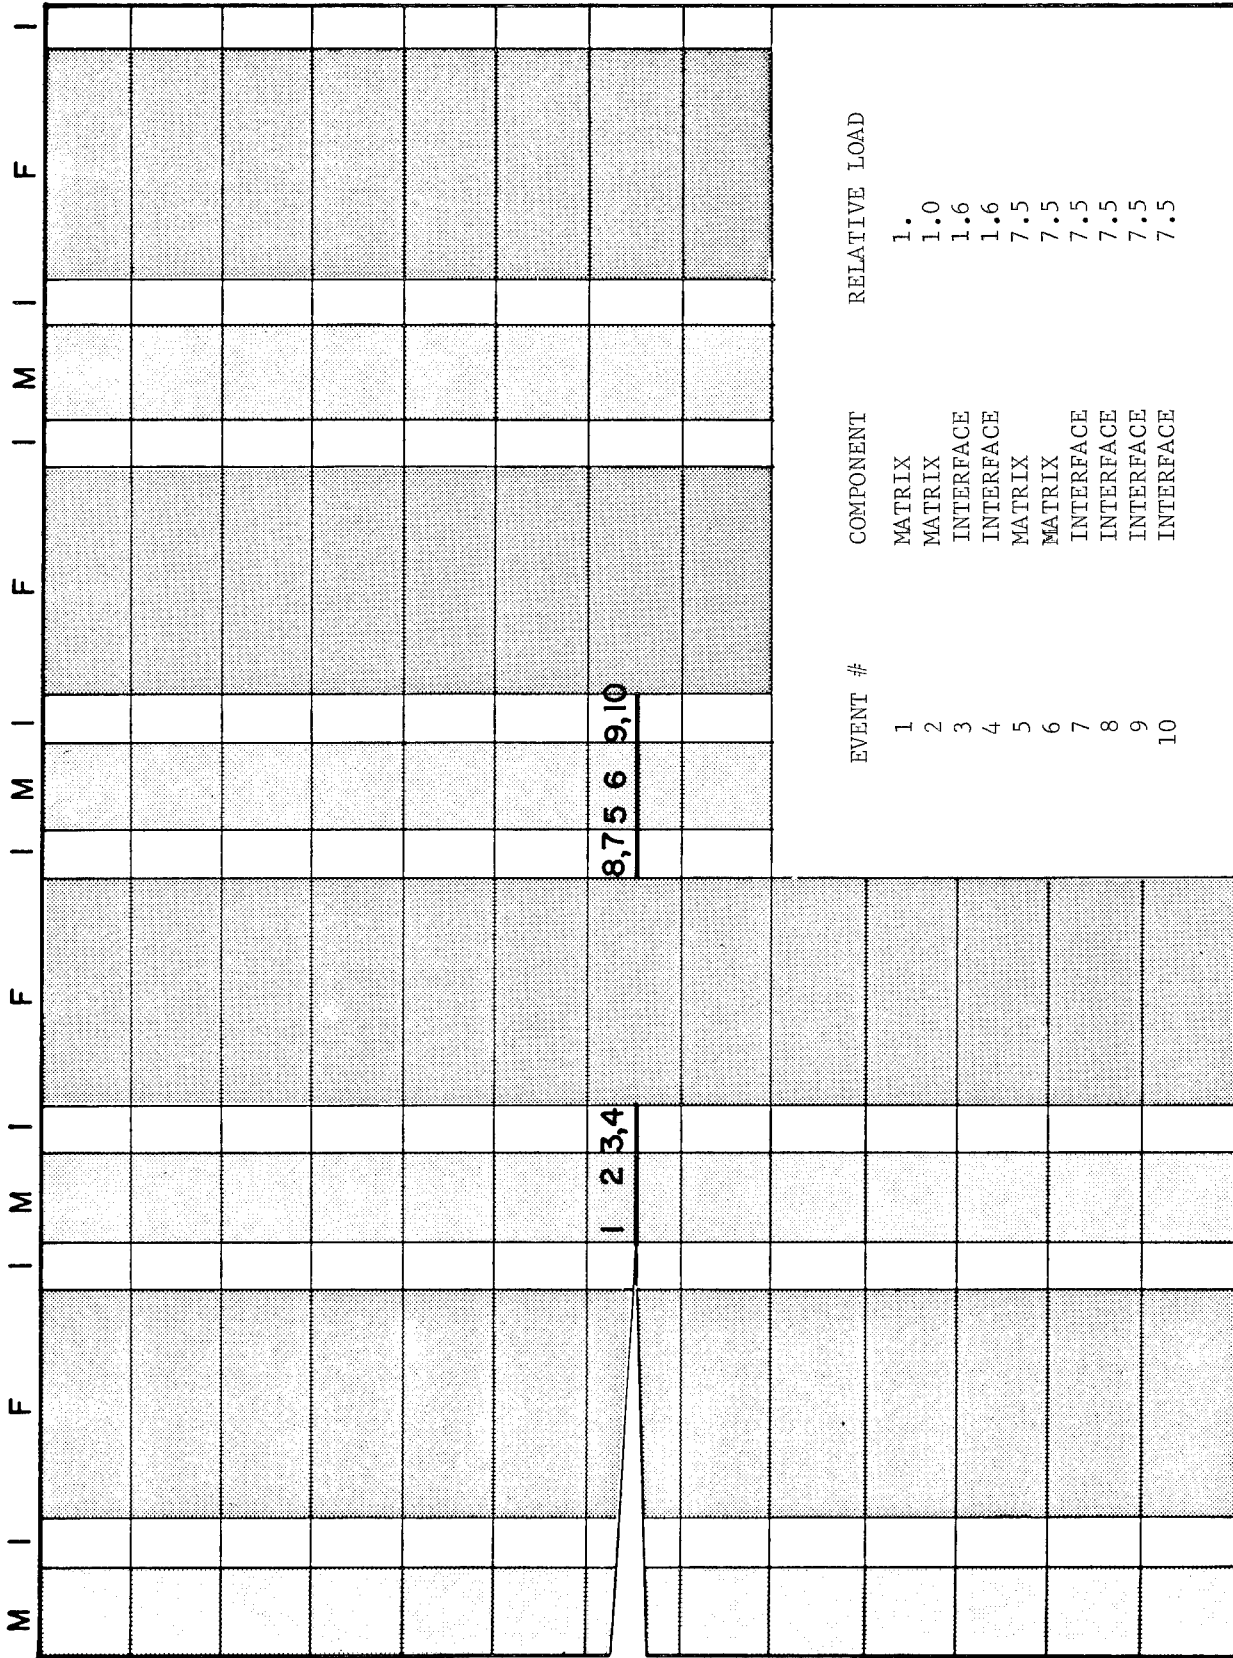 M I F I M I F I M I F I M I F I
1 2 3,4 8,7 5 6 9,10
EVENT # COMPONENT RELATIVE LOAD
1 MATRIX 1.
2 MATRIX 1.0
3 INTERFACE 1.6
4 INTERFACE 1.6
5 MATRIX 7.5
6 MATRIX 7.5
7 INTERFACE 7.5
8 INTERFACE 7.5
9 INTERFACE 7.5
10 INTERFACE 7.5